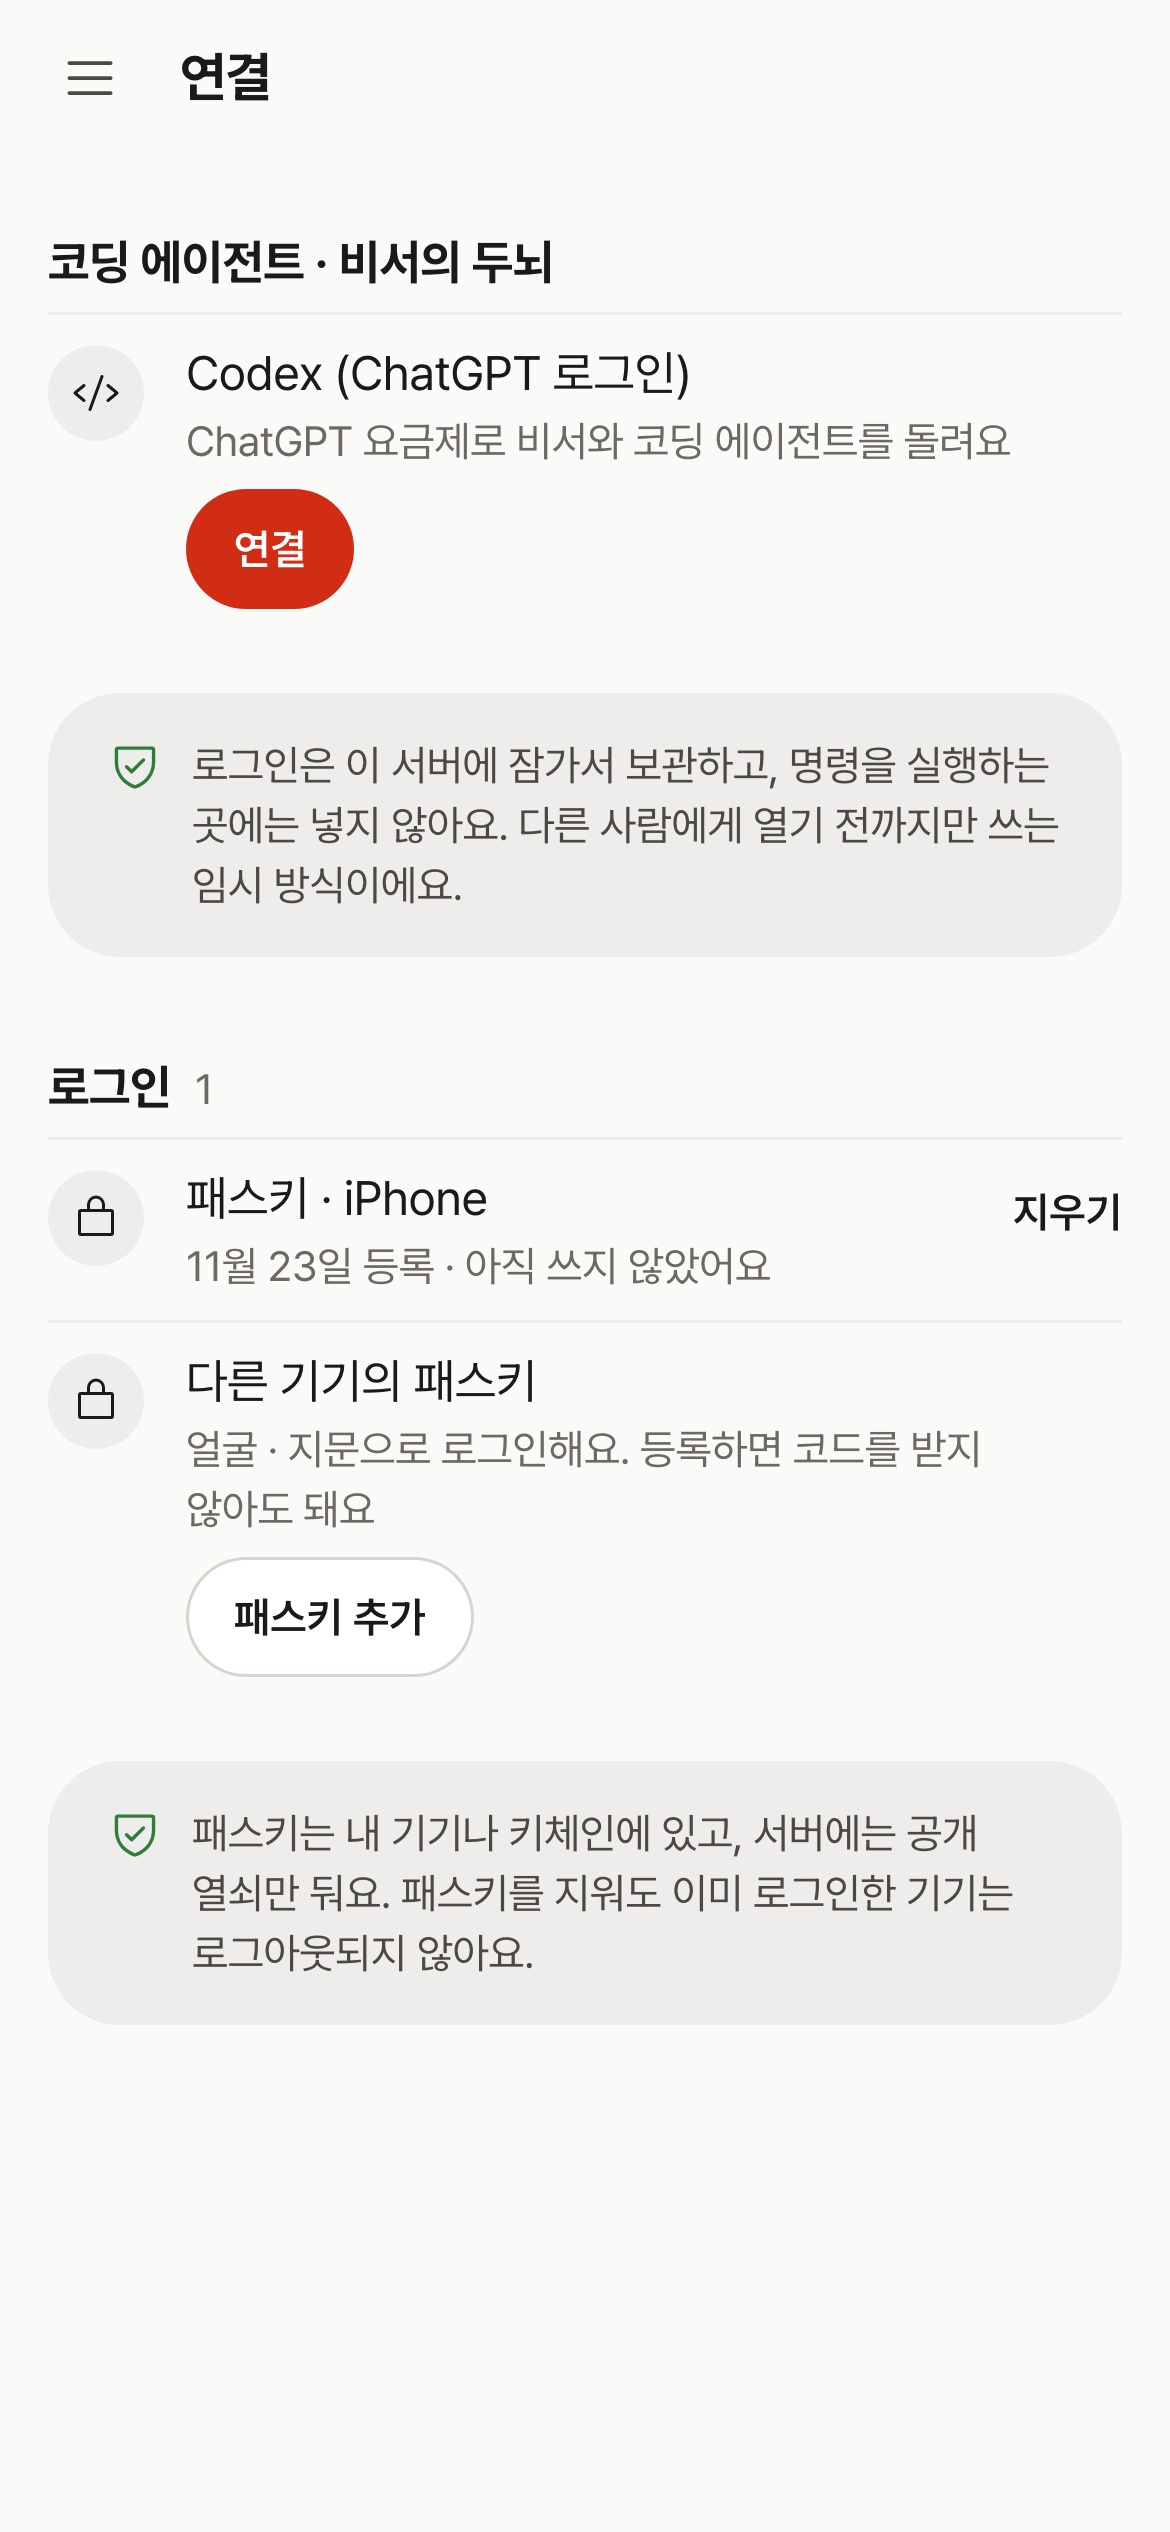 연결
코딩 에이전트 · 비서의 두뇌
Codex (ChatGPT 로그인)
ChatGPT 요금제로 비서와 코딩 에이전트를 돌려요
연결
로그인은 이 서버에 잠가서 보관하고, 명령을 실행하는
곳에는 넣지 않아요. 다른 사람에게 열기 전까지만 쓰는
임시 방식이에요.
로그인 1
패스키 · iPhone
지우기
11월 23일 등록 · 아직 쓰지 않았어요
다른 기기의 패스키
얼굴 · 지문으로 로그인해요. 등록하면 코드를 받지
않아도 돼요
패스키 추가
패스키는 내 기기나 키체인에 있고, 서버에는 공개
열쇠만 둬요. 패스키를 지워도 이미 로그인한 기기는
로그아웃되지 않아요.